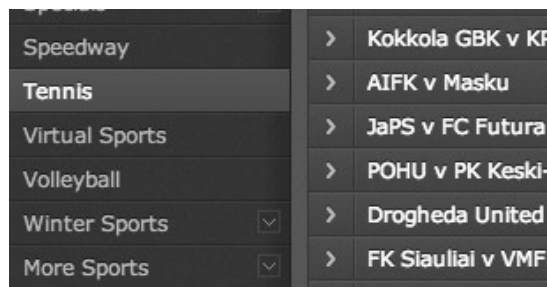 Specials
Speedway
Tennis
Virtual Sports
Volleyball
Winter Sports
More Sports
Kokkola GBK v
AIFK v Masku
JaPS v FC Futura
POHU v PK Keski-
Drogheda United
FK Siauliai v VMF